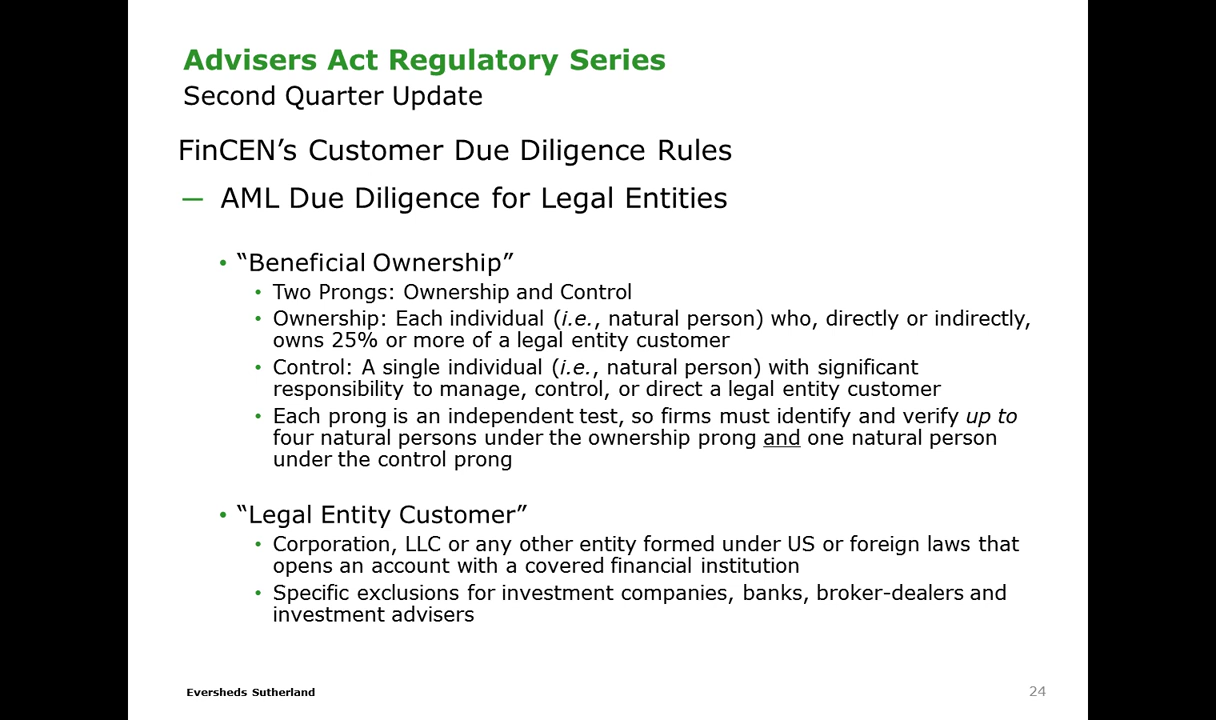 Advisers Act Regulatory Series
Second Quarter Update
FinCEN’s Customer Due Diligence Rules
— AML Due Diligence for Legal Entities
• “Beneficial Ownership”
• Two Prongs: Ownership and Control
• Ownership: Each individual (i.e., natural person) who, directly or indirectly,
owns 25% or more of a legal entity customer
• Control: A single individual (i.e., natural person) with significant
responsibility to manage, control, or direct a legal entity customer
• Each prong is an independent test, so firms must identify and verify up to
four natural persons under the ownership prong and one natural person
under the control prong
• “Legal Entity Customer”
• Corporation, LLC or any other entity formed under US or foreign laws that
opens an account with a covered financial institution
• Specific exclusions for investment companies, banks, broker-dealers and
investment advisers
Eversheds Sutherland
24